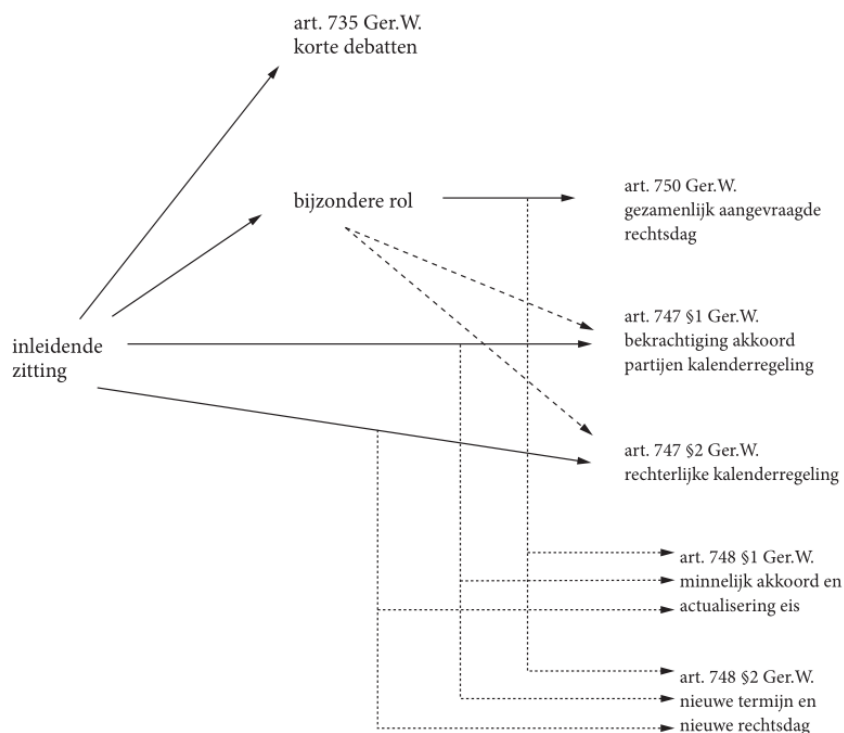 art. 735 Ger.W.
korte debatten
bijzondere rol
art. 750 Ger.W.
gezamenlijk aangevraagde
rechtsdag
inleidende
zitting
art. 747 §1 Ger.W.
bekrachtiging akkoord
partijen kalenderregeling
art. 747 §2 Ger.W.
rechterlijke kalenderregeling
art. 748 §1 Ger.W.
minnelijk akkoord en
actualisering eis
art. 748 §2 Ger.W.
nieuwe termijn en
nieuwe rechtsdag